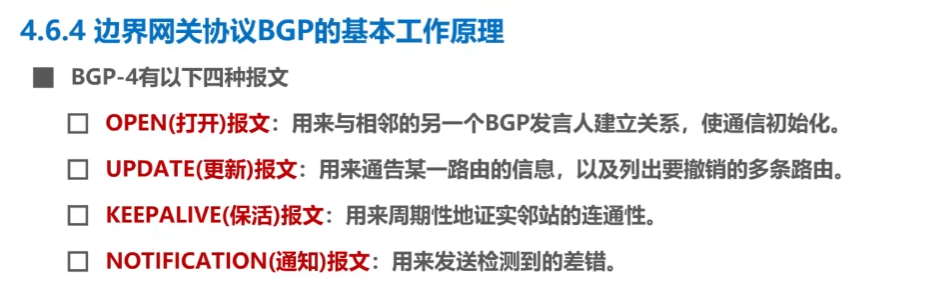 4.6.4 边界网关协议BGP的基本工作原理
BGP-4有以下四种报文
OPEN(打开)报文：用来与相邻的另一个BGP发言人建立关系，使通信初始化。
UPDATE(更新)报文：用来通告某一路由的信息，以及列出要撤销的多条路由。
KEEPALIVE(保活)报文：用来周期性地证实邻站的连通性。
NOTIFICATION(通知)报文：用来发送检测到的差错。